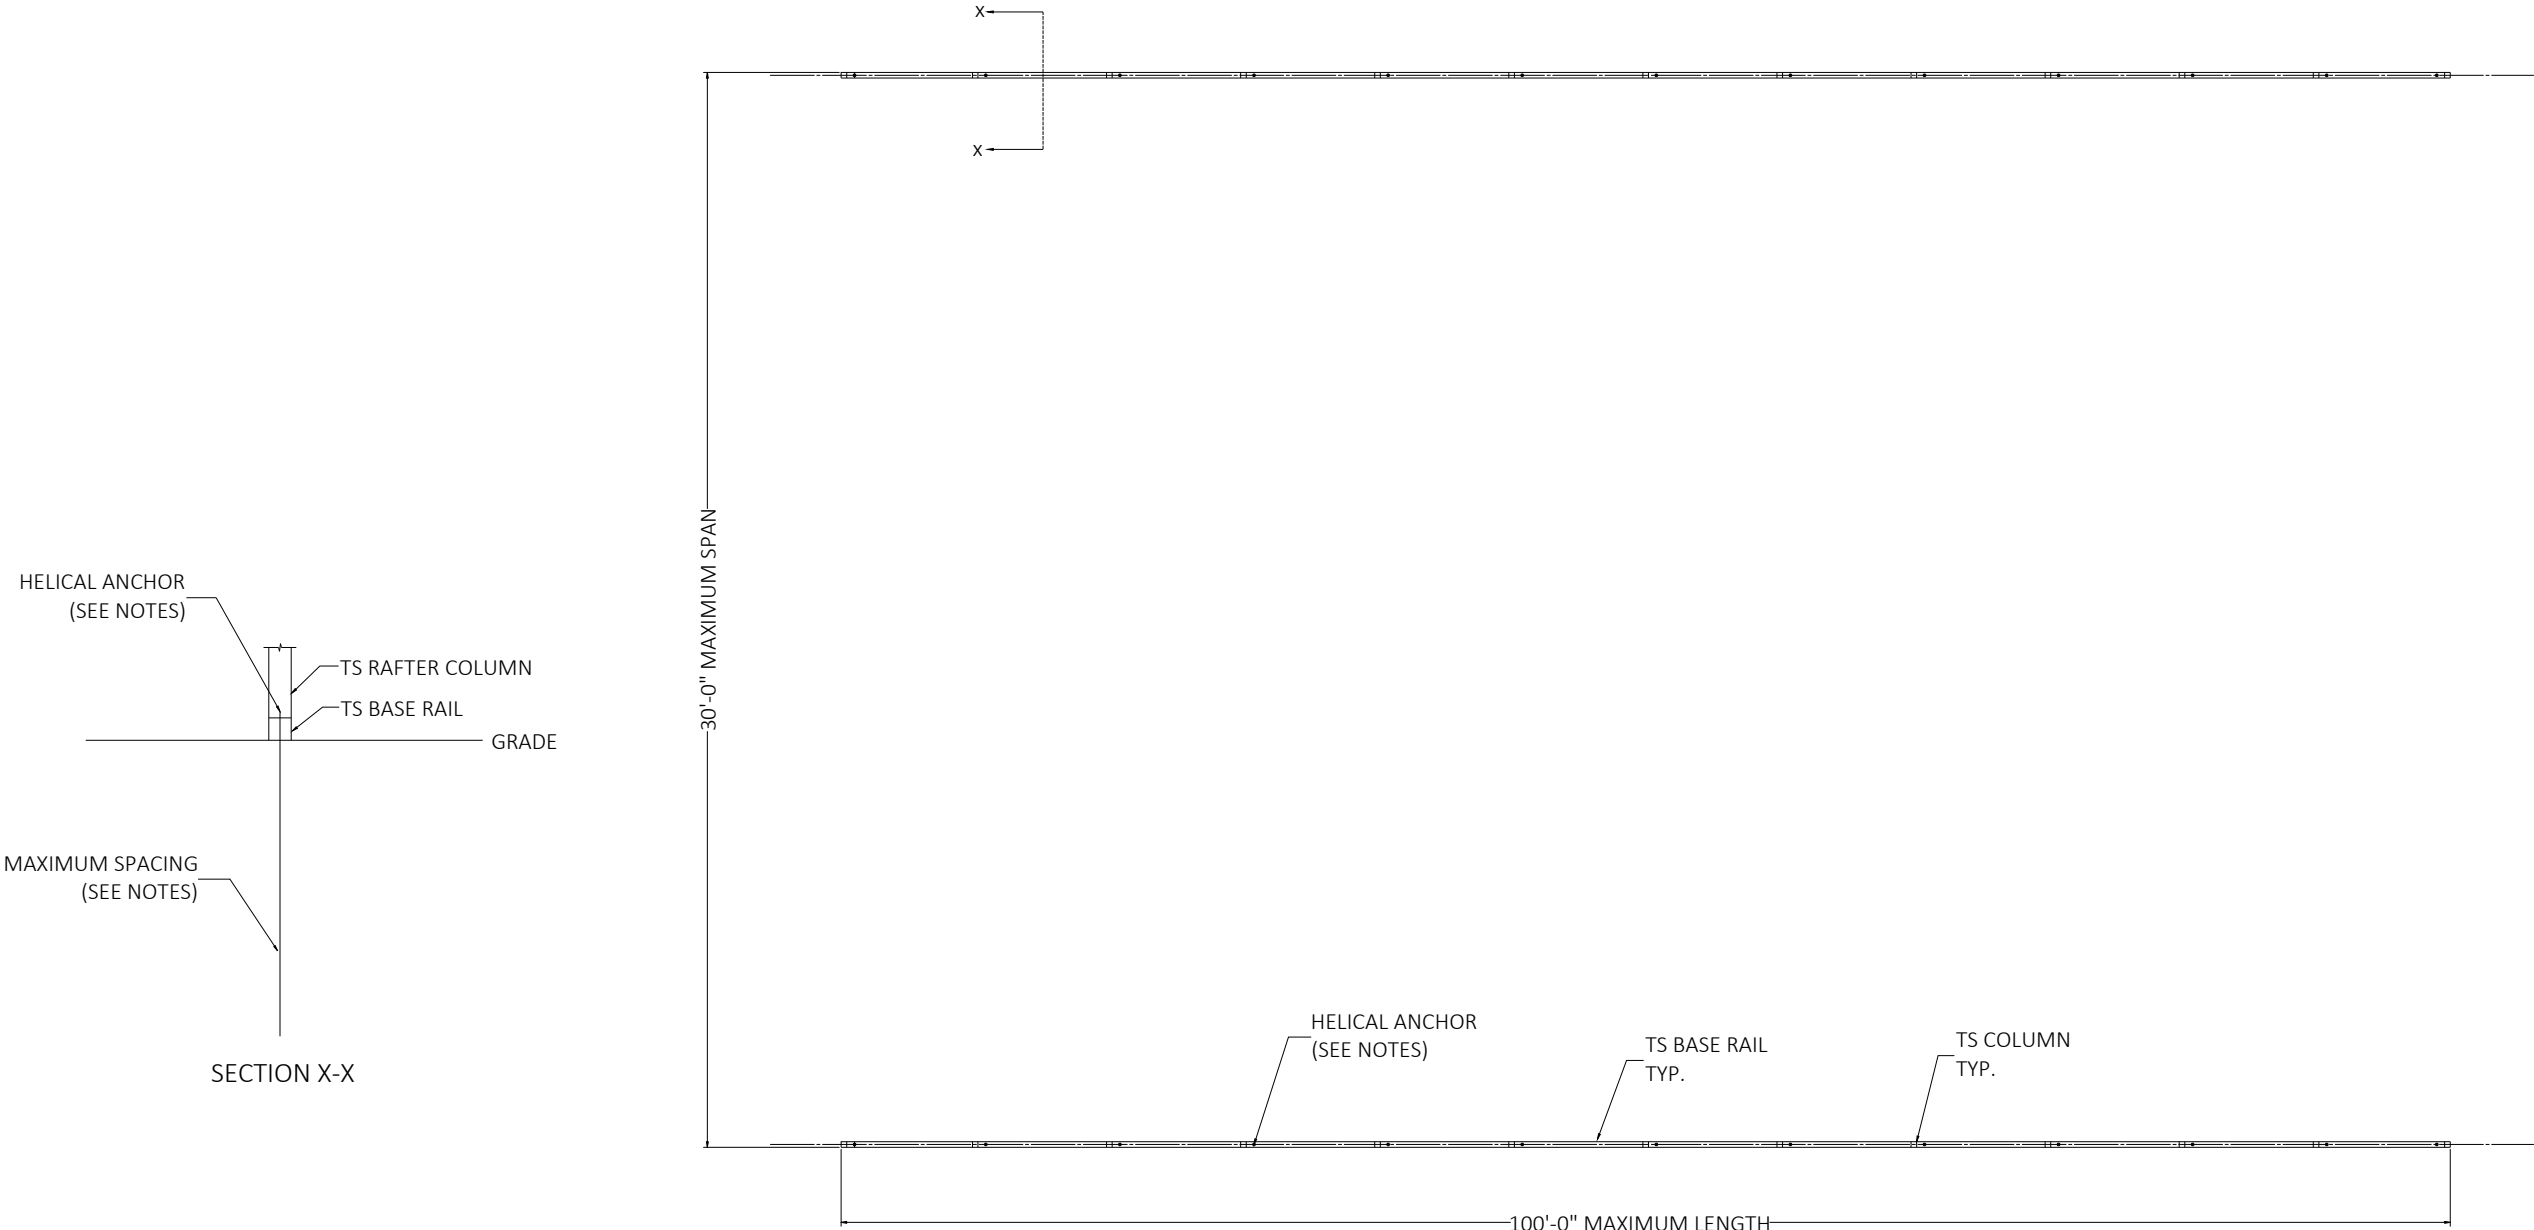 X
X
30'-0" MAXIMUM SPAN
HELICAL ANCHOR
(SEE NOTES)
TS RAFTER COLUMN
TS BASE RAIL
GRADE
MAXIMUM SPACING
(SEE NOTES)
SECTION X-X
HELICAL ANCHOR
(SEE NOTES)
TS BASE RAIL
TYP.
TS COLUMN
TYP.
100'-0" MAXIMUM LENGTH